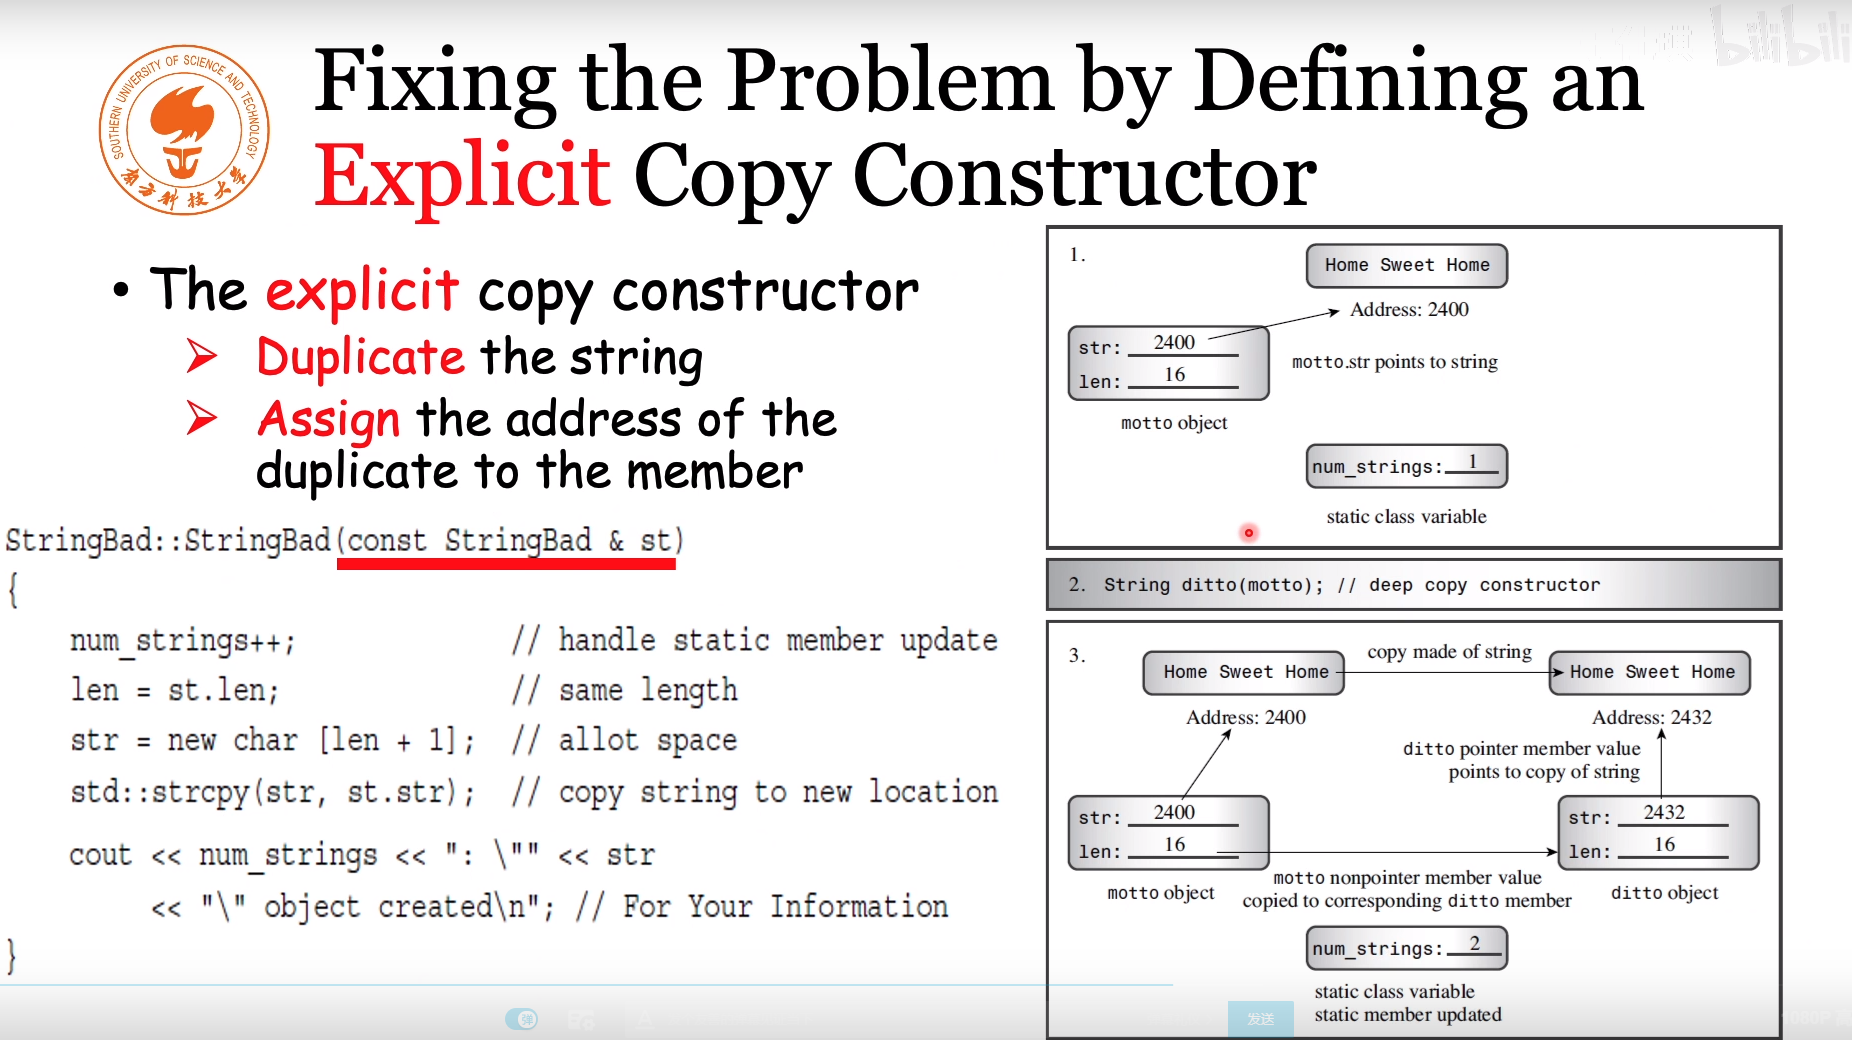 bilibili
SOUTHERN UNIVERSITY OF SCIENCE AND TECHNOLOGY
南方科技大学
Fixing the Problem by Defining an
Explicit Copy Constructor
• The explicit copy constructor
Duplicate the string
Assign the address of the
duplicate to the member
StringBad::StringBad(const StringBad & st)
{
num_strings++; // handle static member update
len = st.len; // same length
str = new char [len + 1]; // allot space
std::strcpy(str, st.str); // copy string to new location
cout << num_strings << ": \"" << str
<< "\" object created\n"; // For Your Information
}
1.
Home Sweet Home
Address: 2400
str: 2400
len: 16
motto.str points to string
motto object
num_strings: 1
static class variable
2. String ditto(motto); // deep copy constructor
3.
Home Sweet Home
copy made of string
Home Sweet Home
Address: 2400
Address: 2432
ditto pointer member value
points to copy of string
str: 2400
len: 16
str: 2432
len: 16
motto object
motto nonpointer member value
copied to corresponding ditto member
ditto object
num_strings: 2
static class variable
static member updated
弹
发送